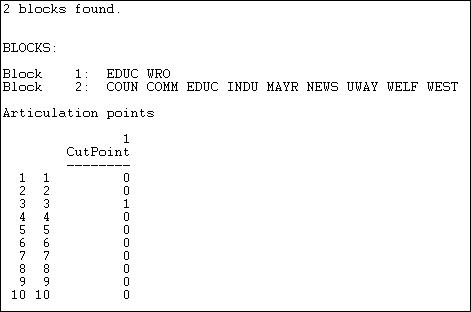 2 blocks found.
BLOCKS:
Block 1: EDUC WRO
Block 2: COUN COMM EDUC INDU MAYR NEWS UWAY WELF WEST
Articulation points
1
CutPoint
--------
1 1 0
2 2 0
3 3 1
4 4 0
5 5 0
6 6 0
7 7 0
8 8 0
9 9 0
10 10 0